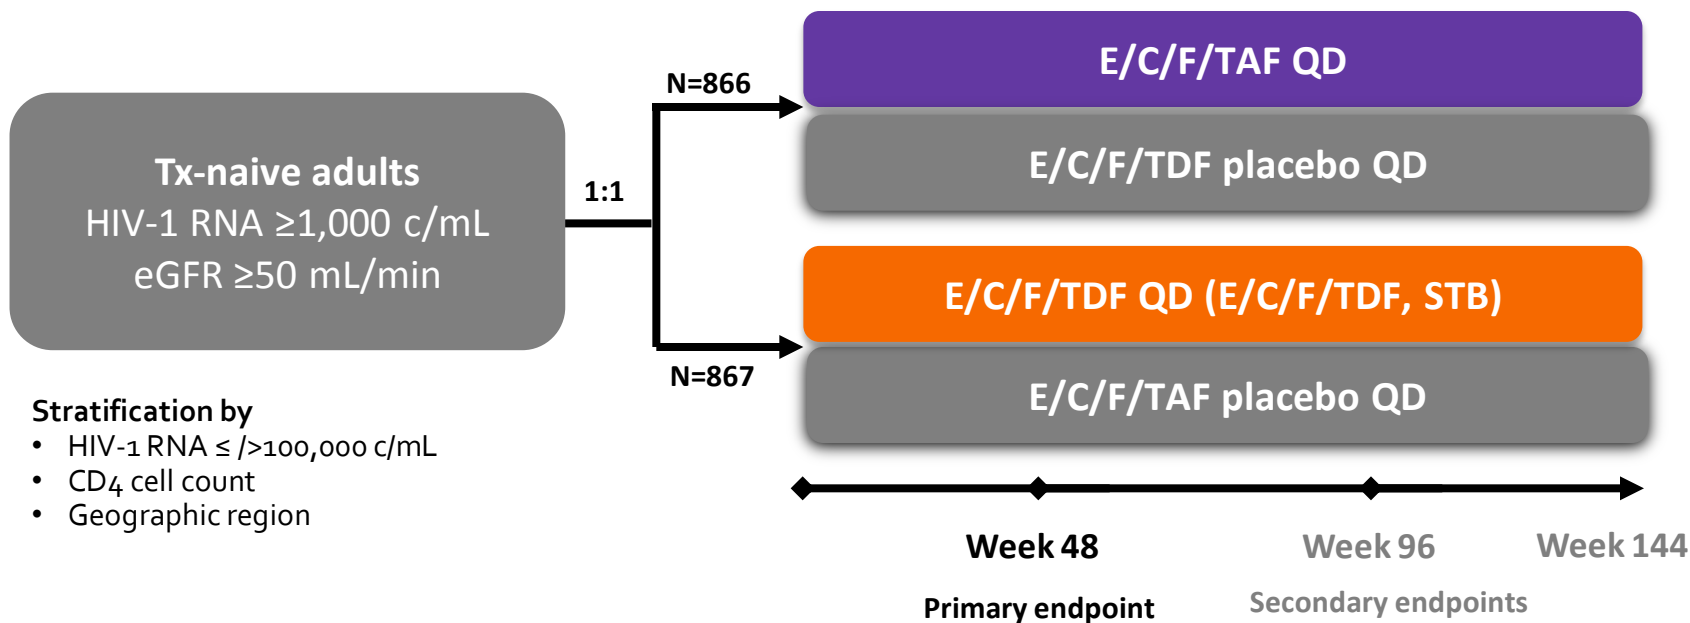 Tx-naive adults
HIV-1 RNA ≥1,000 c/mL
eGFR ≥50 mL/min
1:1
N=866
N=867
E/C/F/TAF QD
E/C/F/TDF placebo QD
E/C/F/TDF QD (E/C/F/TDF, STB)
E/C/F/TAF placebo QD
Stratification by
• HIV-1 RNA ≤ />100,000 c/mL
• CD4 cell count
• Geographic region
Week 48
Week 96
Week 144
Primary endpoint
Secondary endpoints